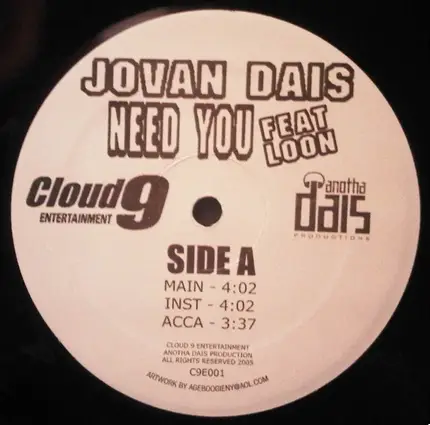 JOVAN DAIS
NEED YOU FEAT LOON
Cloud 9
ENTERTAINMENT
anotha
dais
PRODUCTIONS
SIDE A
MAIN - 4:02
INST - 4:02
ACCA - 3:37
CLOUD 9 ENTERTAINMENT
ANOTHA DAIS PRODUCTION
ALL RIGHTS RESERVED 2005
C9E001
ARTWORK BY AGEBOOGIENY@AOL.COM